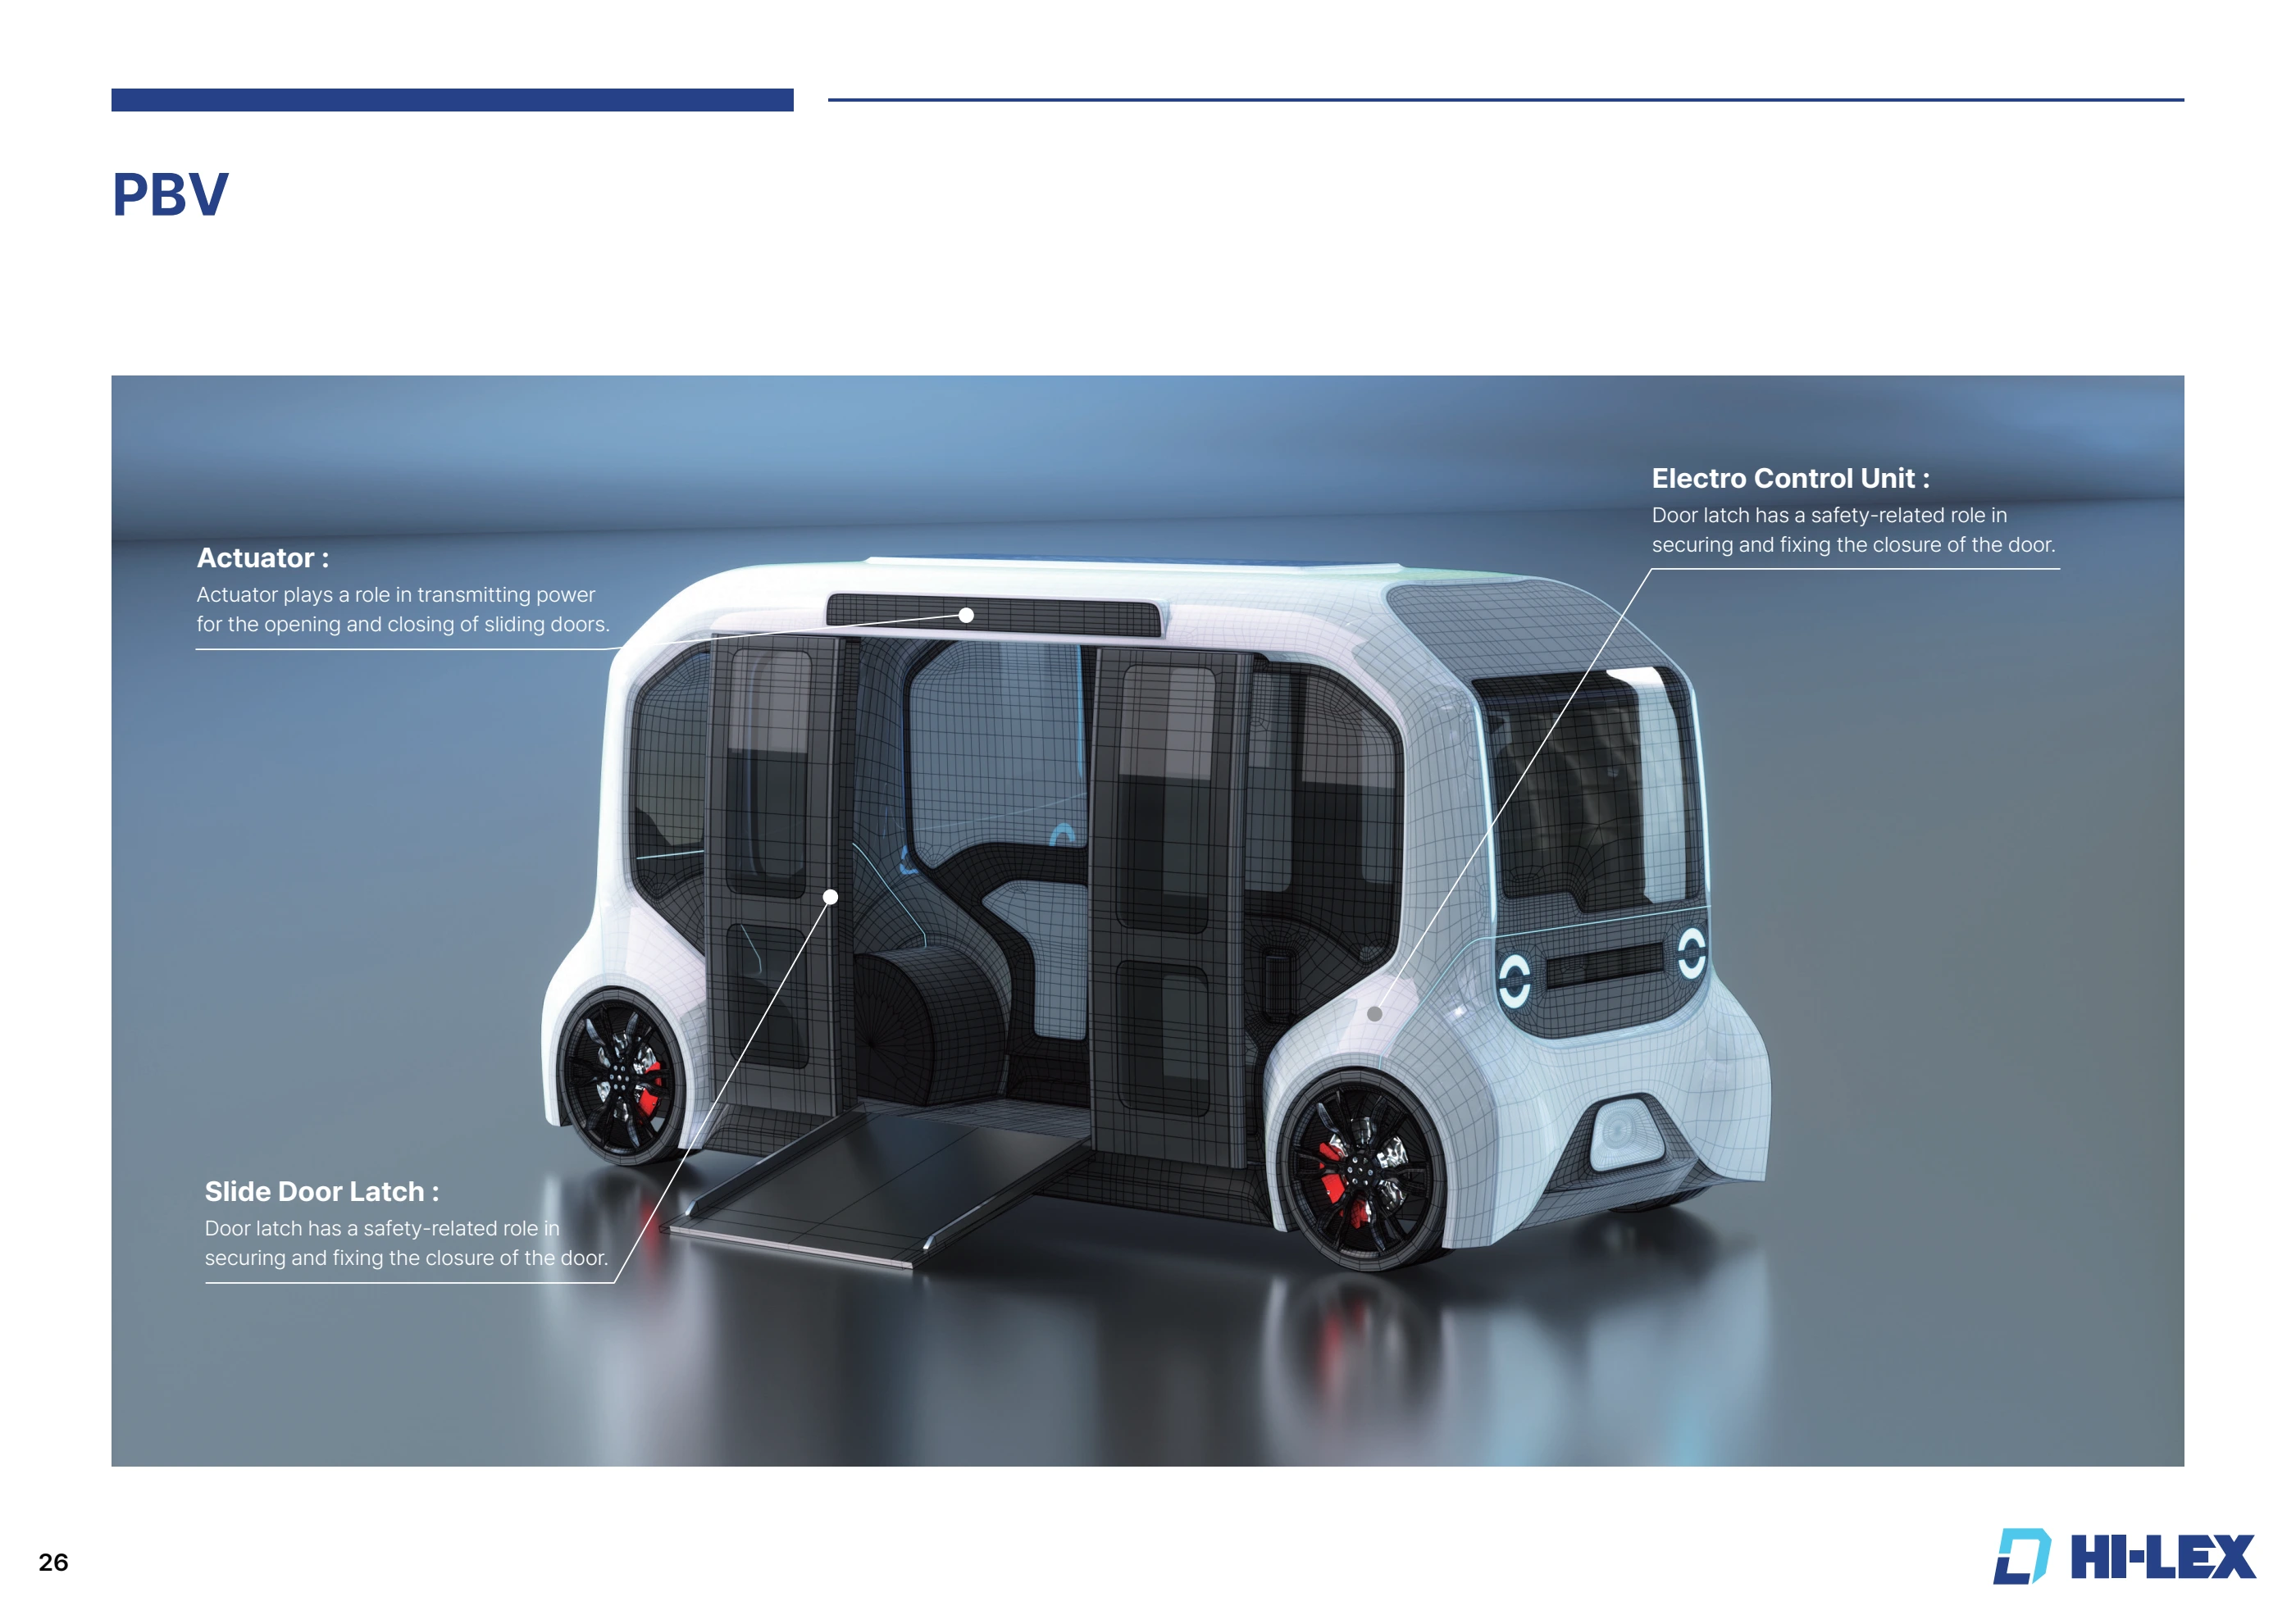 PBV
Actuator :
Actuator plays a role in transmitting power
for the opening and closing of sliding doors.
Electro Control Unit :
Door latch has a safety-related role in
securing and fixing the closure of the door.
Slide Door Latch :
Door latch has a safety-related role in
securing and fixing the closure of the door.
26
HI-LEX